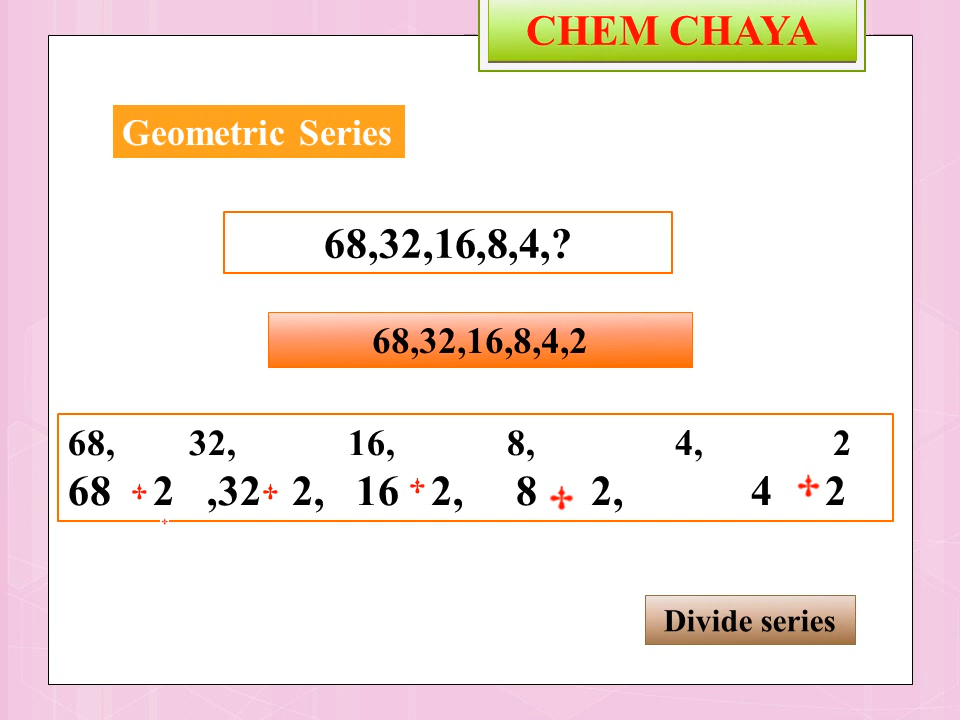 CHEM CHAYA
Geometric Series
68,32,16,8,4,?
68,32,16,8,4,2
68, 32, 16, 8, 4, 2
68 ÷ 2 ,32 ÷ 2, 16 ÷ 2, 8 ÷ 2, 4 ÷ 2
Divide series